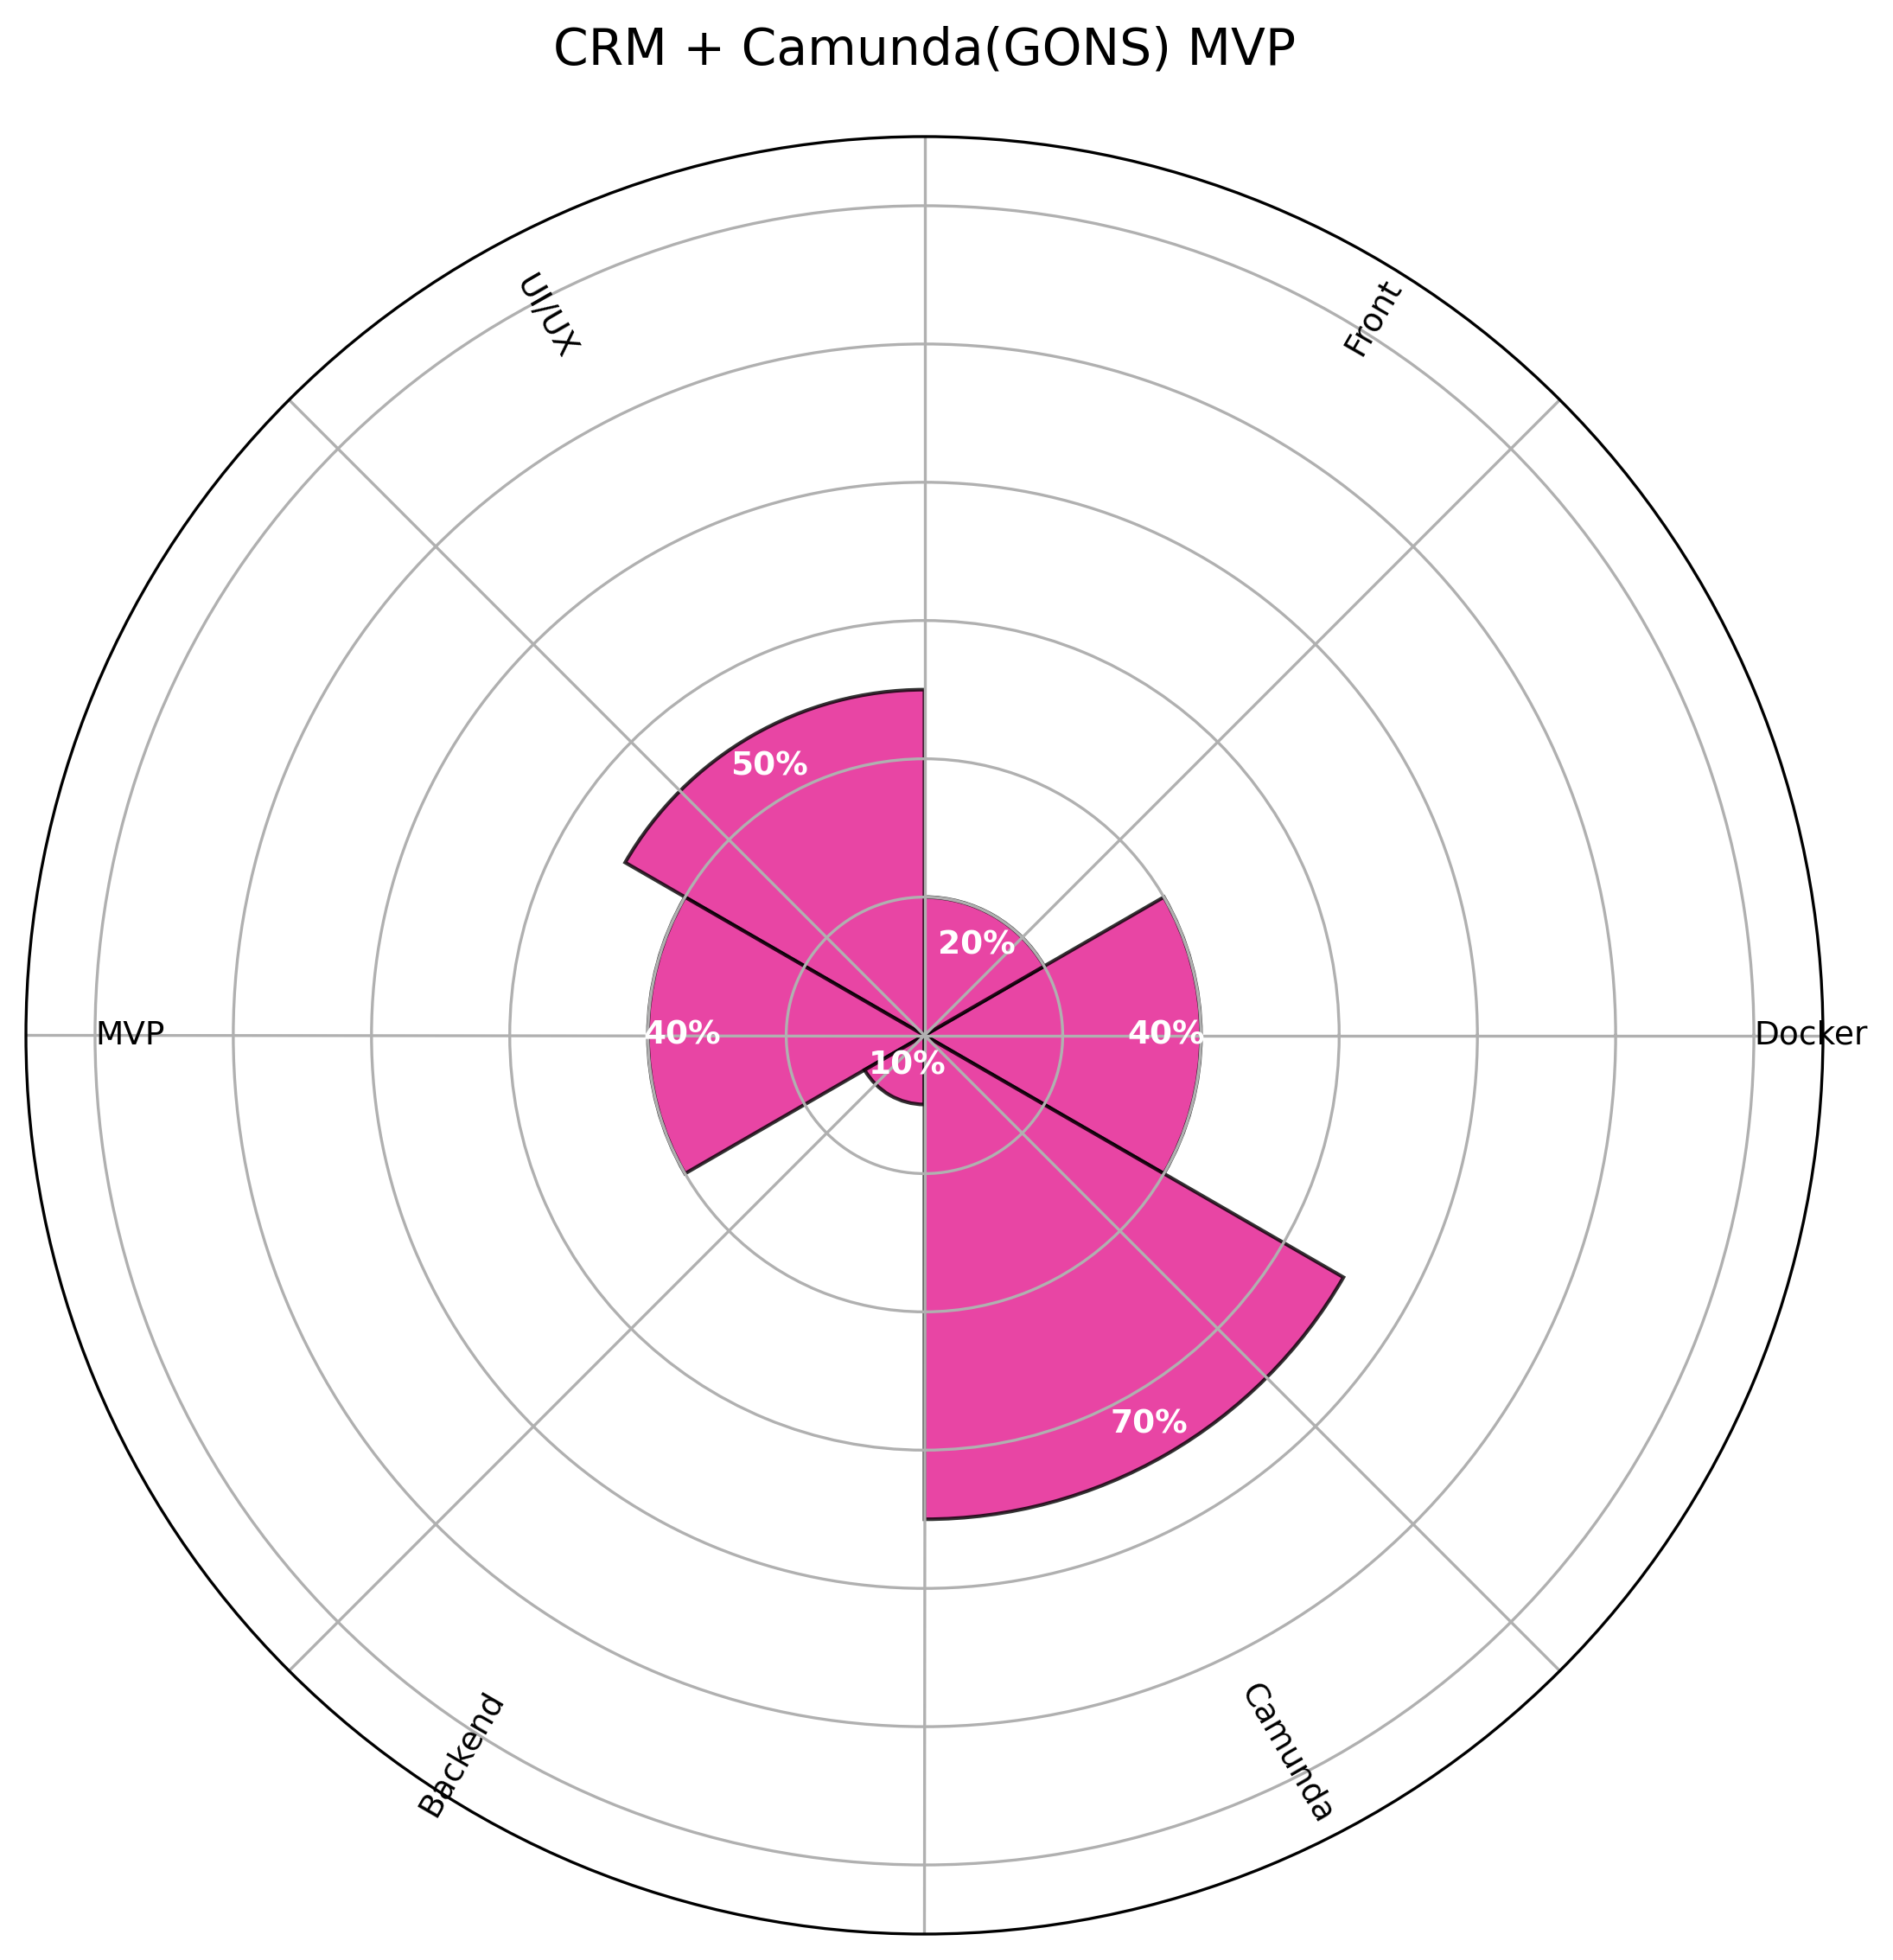 CRM + Camunda(GONS) MVP
UI/UX
Front
50%
20%
MVP
40%
40%
Docker
10%
70%
Backend
Camunda